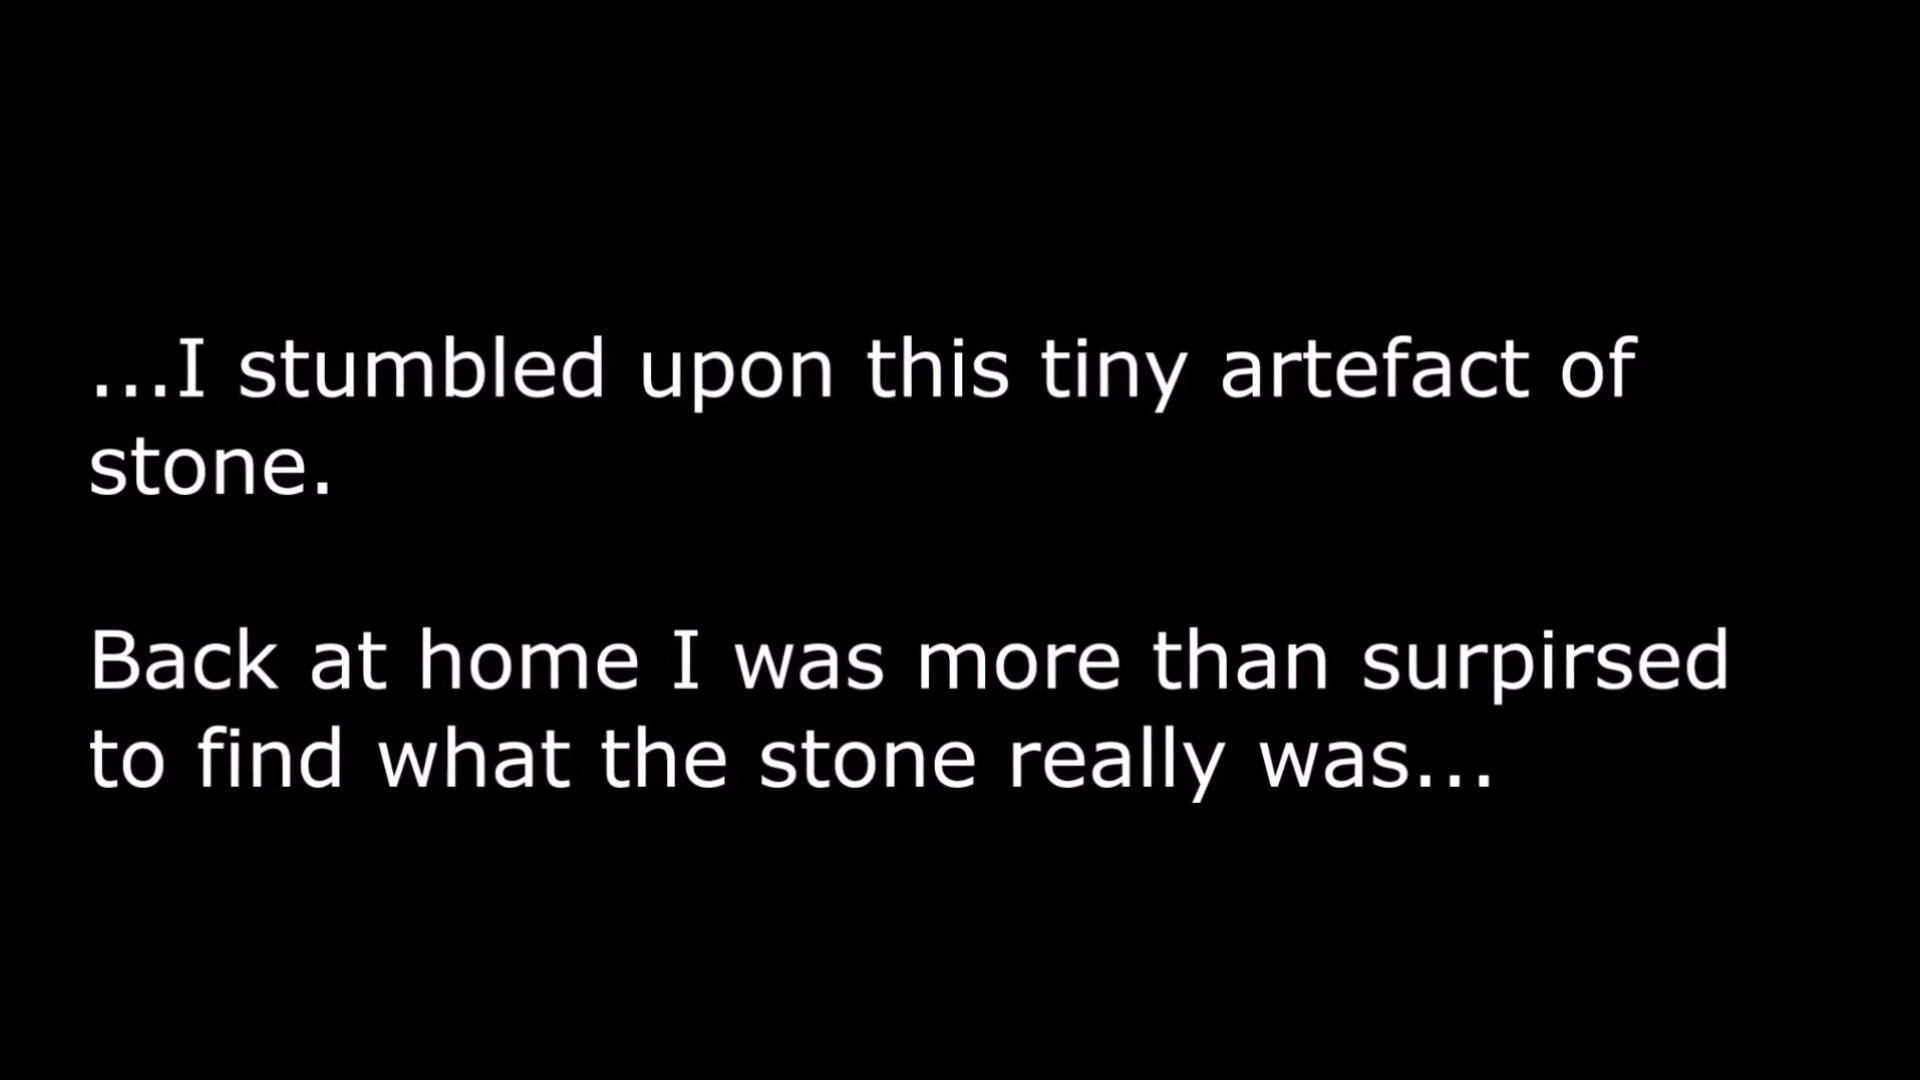 ...I stumbled upon this tiny artefact of
stone.
Back at home I was more than surpirsed
to find what the stone really was...